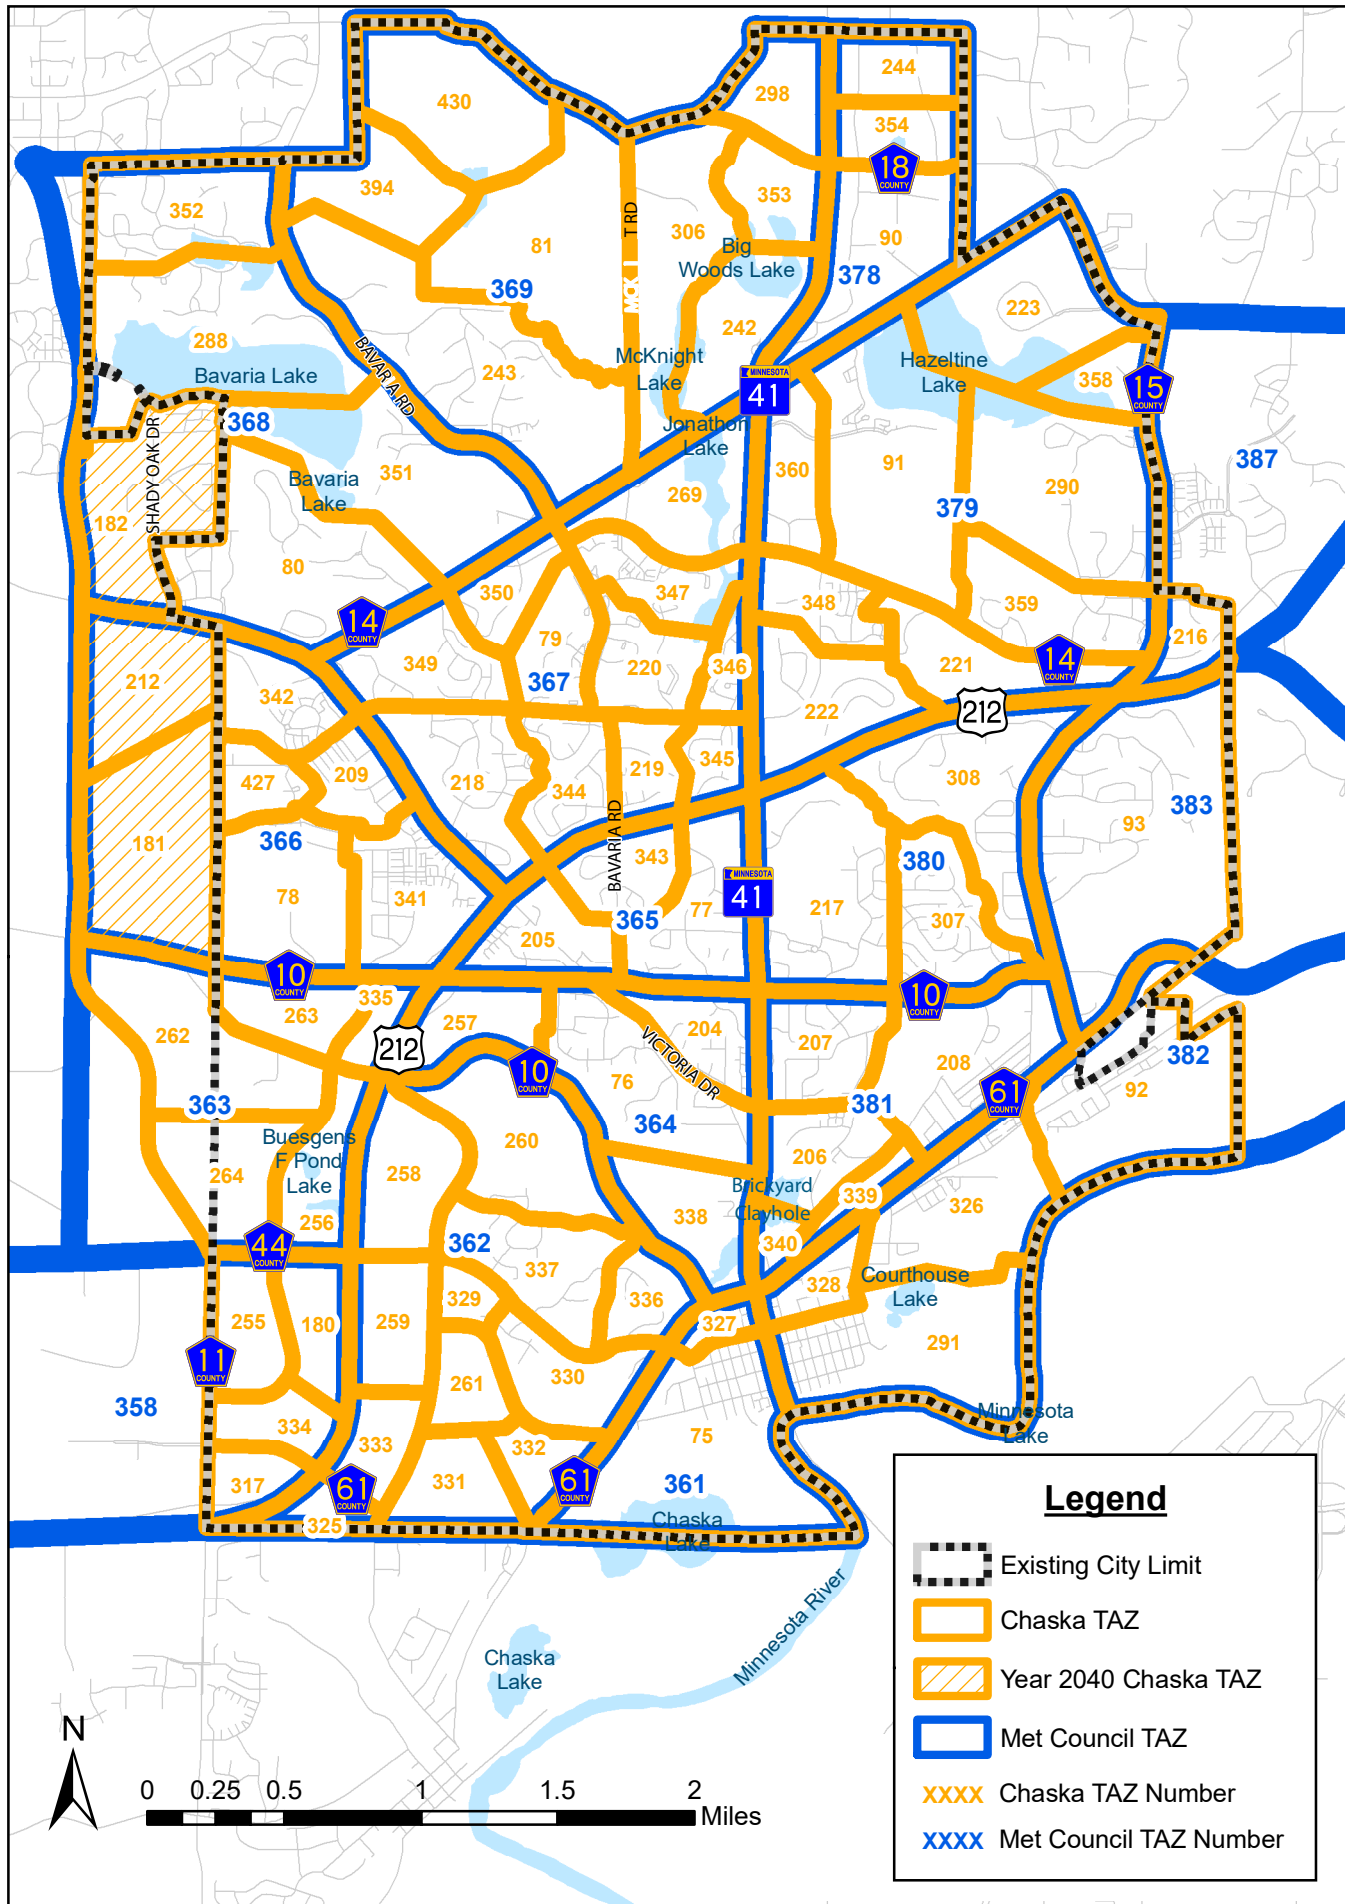 244
298
430
354
18
COUNTY
394
353
352
T RD
306
90
81
Big
Woods Lake
378
369
MCK I
223
242
288
BAVAR A RD
McKnight
Lake
Hazeltine
Lake
243
Bavaria Lake
358
MINNESOTA
41
15
COUNTY
368
SHADY OAK DR
Jonathon
Lake
387
351
360
91
Bavaria
Lake
269
290
379
182
80
350
347
348
359
14
COUNTY
79
216
349
220
346
221
14
COUNTY
212
367
342
222
212
345
209
219
427
218
344
308
383
BAVARIA RD
93
366
181
343
380
MINNESOTA
41
78
341
77
217
307
365
205
10
COUNTY
335
10
COUNTY
263
257
204
262
212
VICTORIA DR
207
208
382
10
COUNTY
76
61
COUNTY
92
363
381
364
Buesgens
F Pond
Lake
260
206
264
258
Brickyard
Clayhole
339
326
338
256
44
COUNTY
362
340
337
Courthouse
Lake
328
329
336
255
180
259
327
291
11
COUNTY
330
261
358
Minnesota
Lake
334
75
333
332
317
61
COUNTY
331
61
COUNTY
361
325
Chaska
Lake
Legend
Existing City Limit
Chaska TAZ
Year 2040 Chaska TAZ
Met Council TAZ
XXXX Chaska TAZ Number
XXXX Met Council TAZ Number
Minnesota River
Chaska
Lake
N
0 0.25 0.5 1 1.5 2
Miles